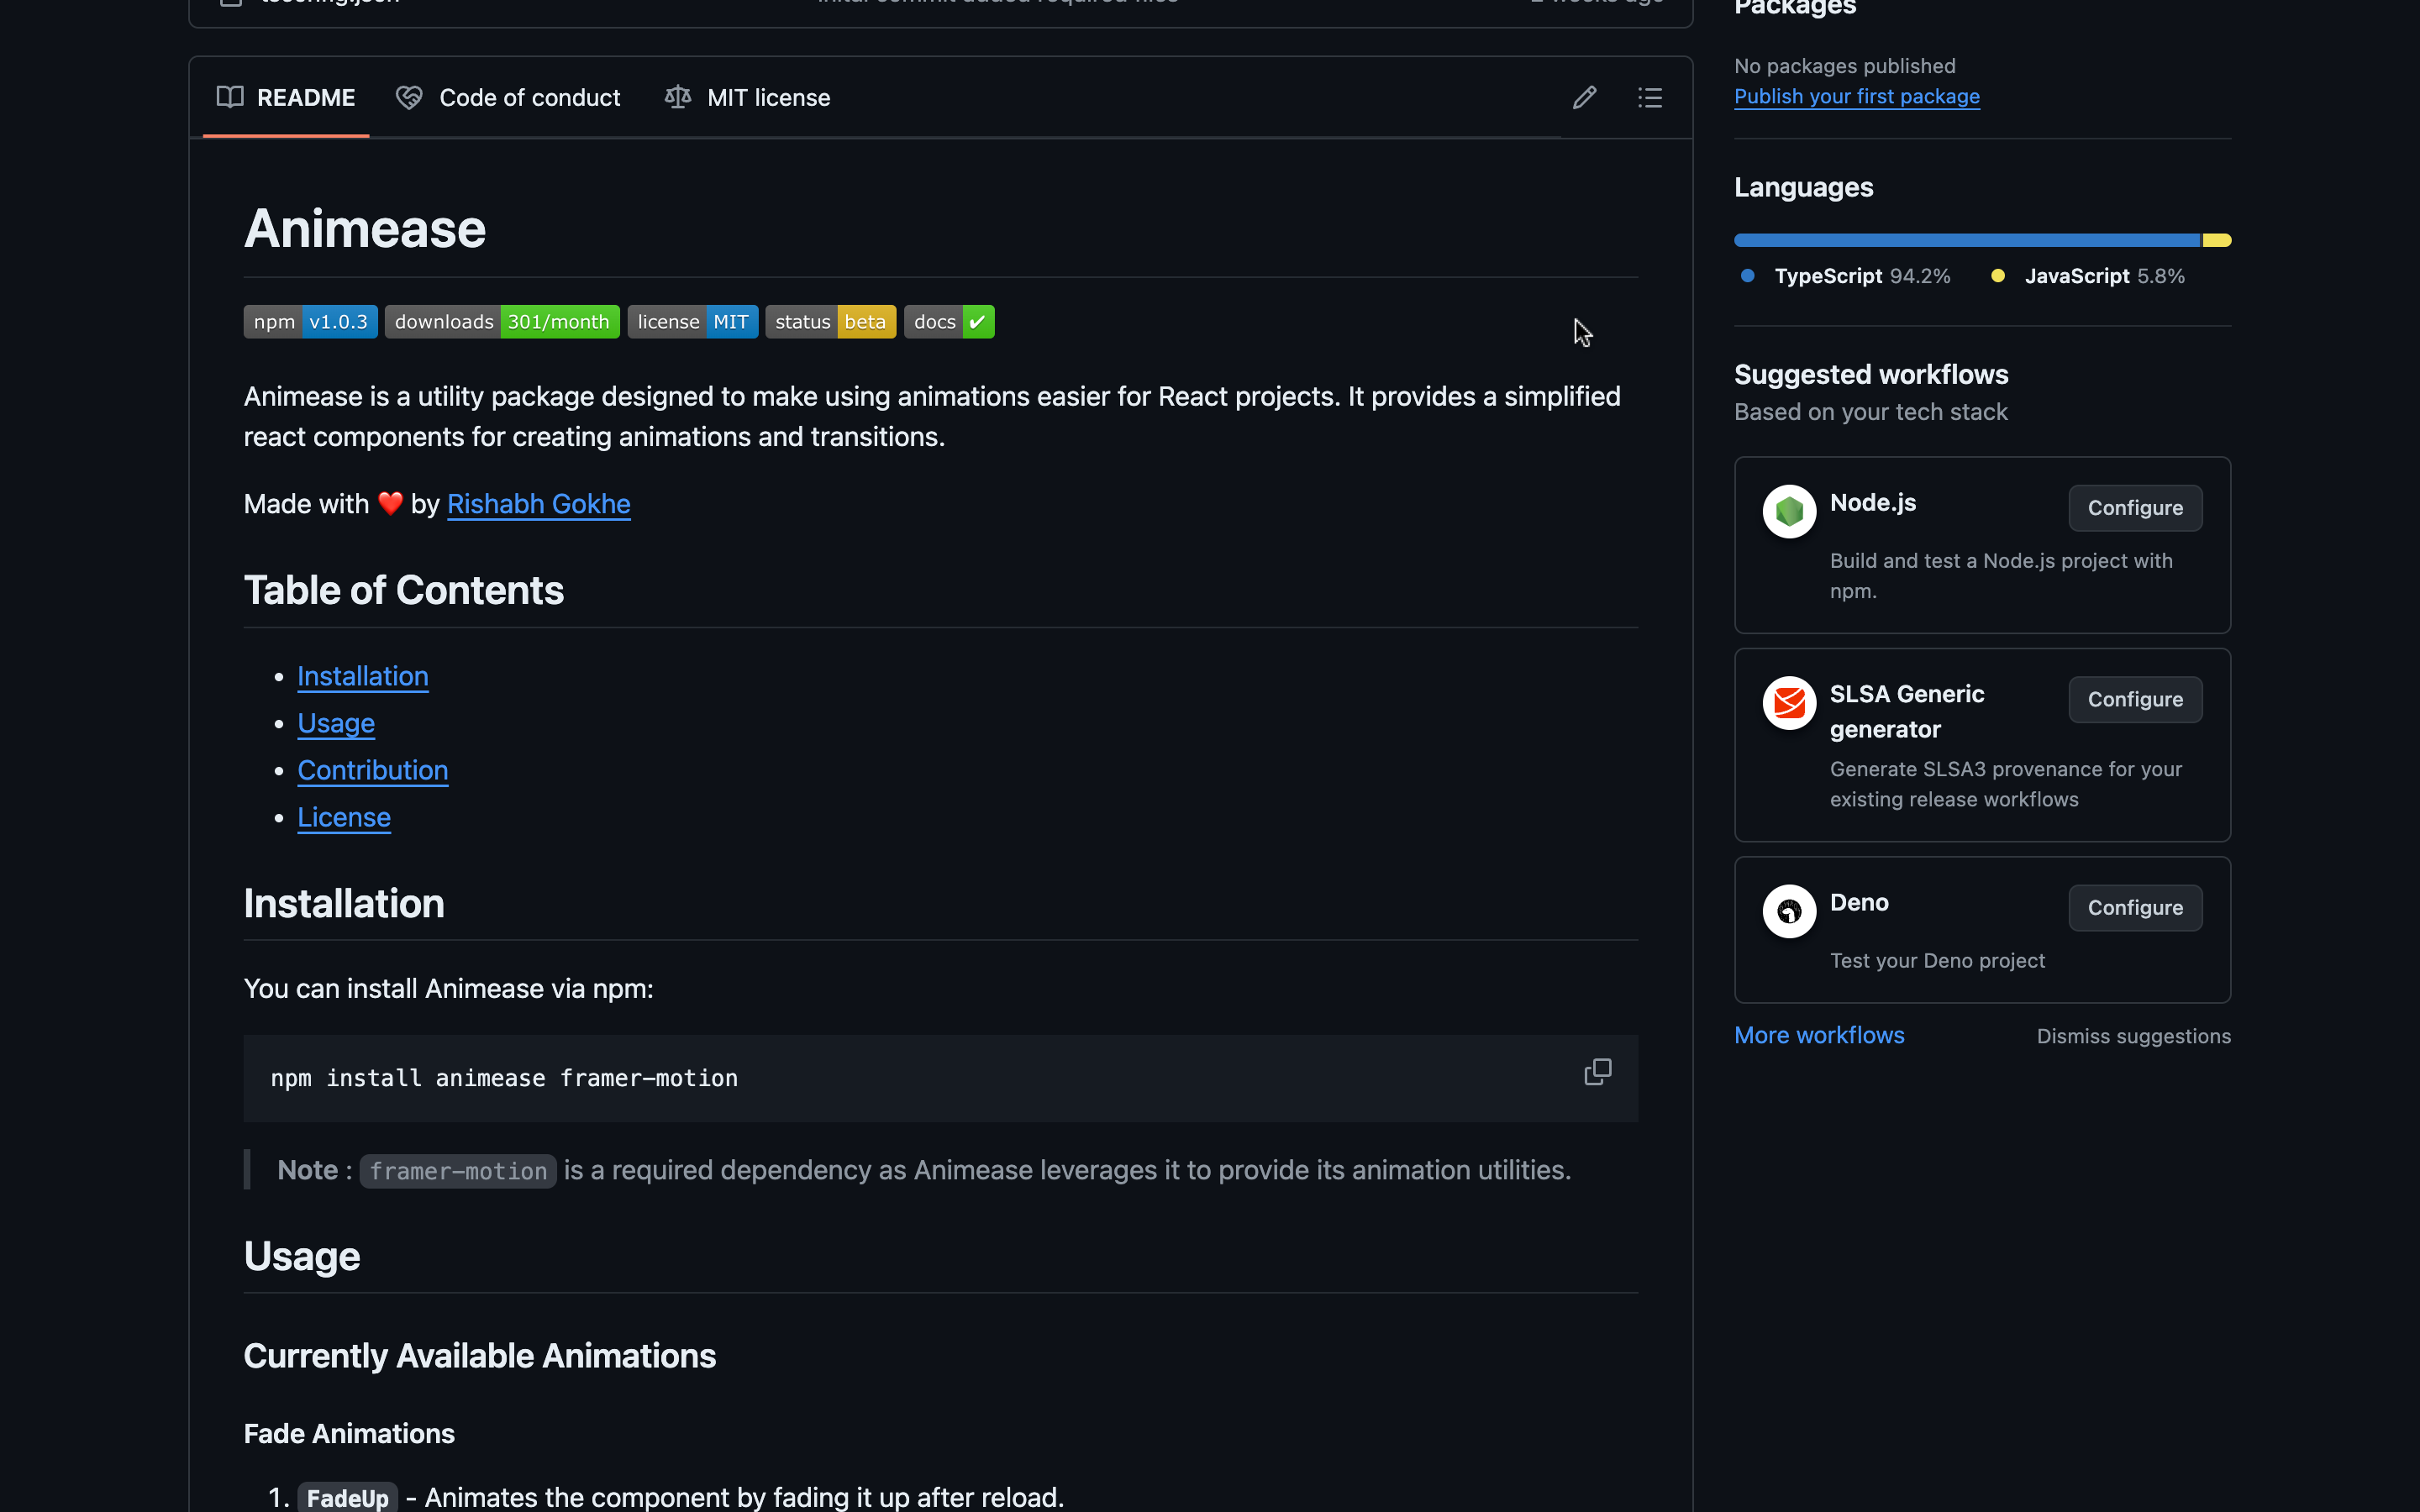 README
Code of conduct
MIT license
Animease
npm v1.0.3 downloads 301/month license MIT status beta docs ✔
Animease is a utility package designed to make using animations easier for React projects. It provides a simplified
react components for creating animations and transitions.
Made with ❤️ by Rishabh Gokhe
Table of Contents
• Installation
• Usage
• Contribution
• License
Installation
You can install Animease via npm:
npm install animease framer-motion
Note : framer-motion is a required dependency as Animease leverages it to provide its animation utilities.
Usage
Currently Available Animations
Fade Animations
1. FadeUp - Animates the component by fading it up after reload.
Packages
No packages published
Publish your first package
Languages
TypeScript 94.2% JavaScript 5.8%
Suggested workflows
Based on your tech stack
Node.js
Configure
Build and test a Node.js project with
npm.
SLSA Generic
generator
Configure
Generate SLSA3 provenance for your
existing release workflows
Deno
Configure
Test your Deno project
More workflows
Dismiss suggestions